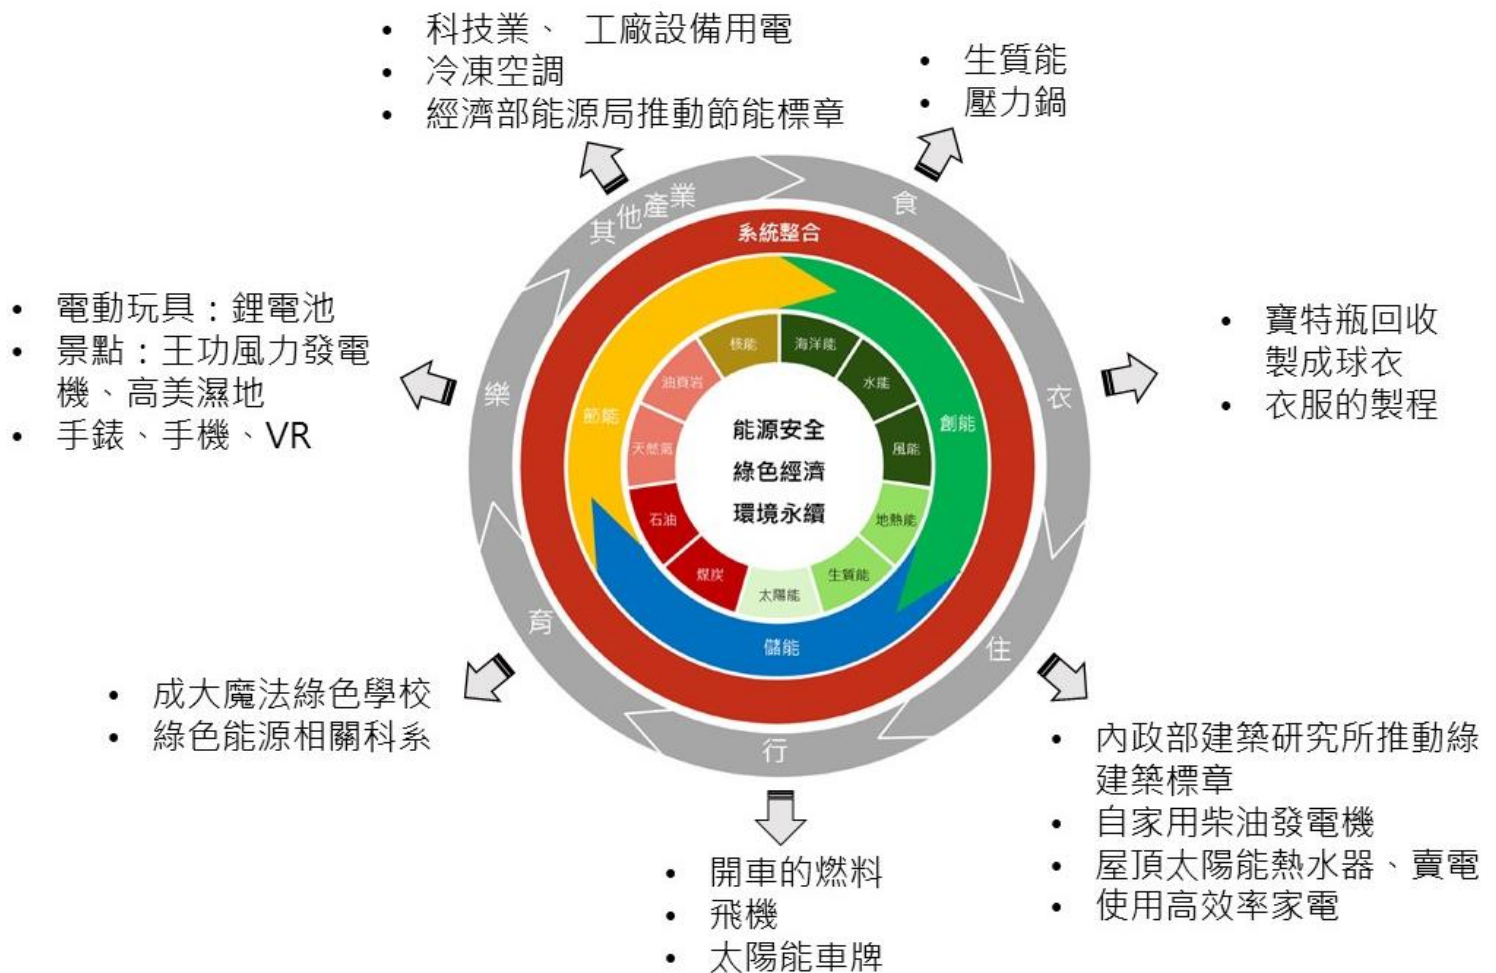 • 科技業、 工廠設備用電
• 冷凍空調
• 經濟部能源局推動節能標章
• 生質能
• 壓力鍋
其他產業
食
系統整合
• 電動玩具：鋰電池
• 景點：王功風力發電
機、高美濕地
• 手錶、手機、VR
• 寶特瓶回收
製成球衣
• 衣服的製程
樂
衣
節能
創能
核能
海洋能
油頁岩
水能
天然氣
風能
石油
地熱能
煤炭
生質能
太陽能
能源安全
綠色經濟
環境永續
儲能
育
住
行
• 成大魔法綠色學校
• 綠色能源相關科系
• 內政部建築研究所推動綠
建築標章
• 自家用柴油發電機
• 屋頂太陽能熱水器、賣電
• 使用高效率家電
• 開車的燃料
• 飛機
• 太陽能車牌